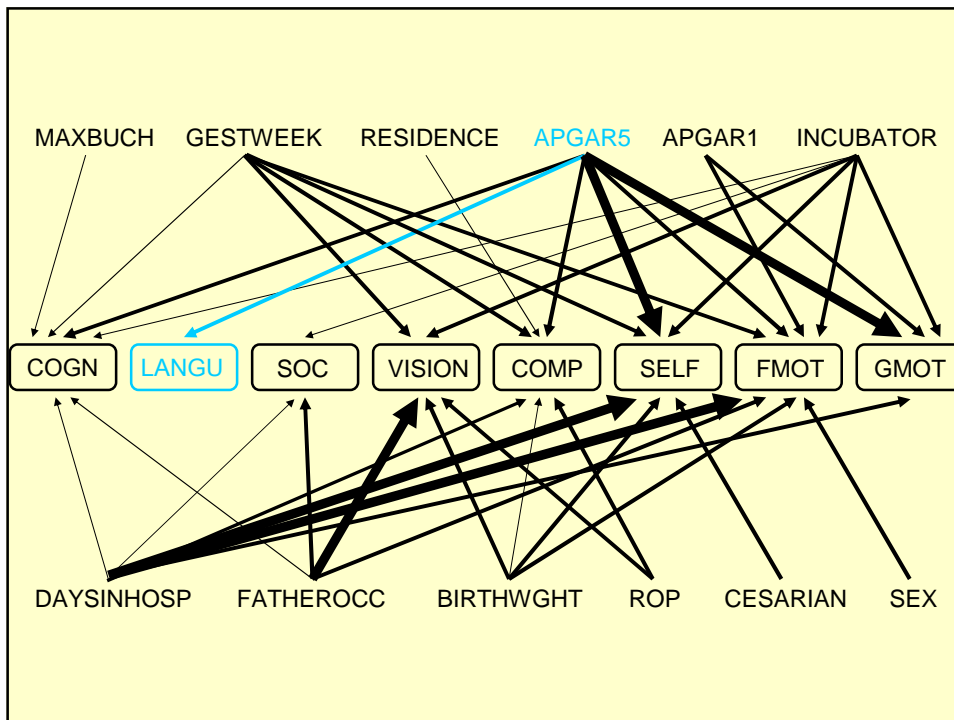 MAXBUCH GESTWEEK RESIDENCE APGAR5 APGAR1 INCUBATOR
COGN LANGU SOC VISION COMP SELF FMOT GMOT
DAYSINHOSP FATHEROCC BIRTHWGHT ROP CESARIAN SEX